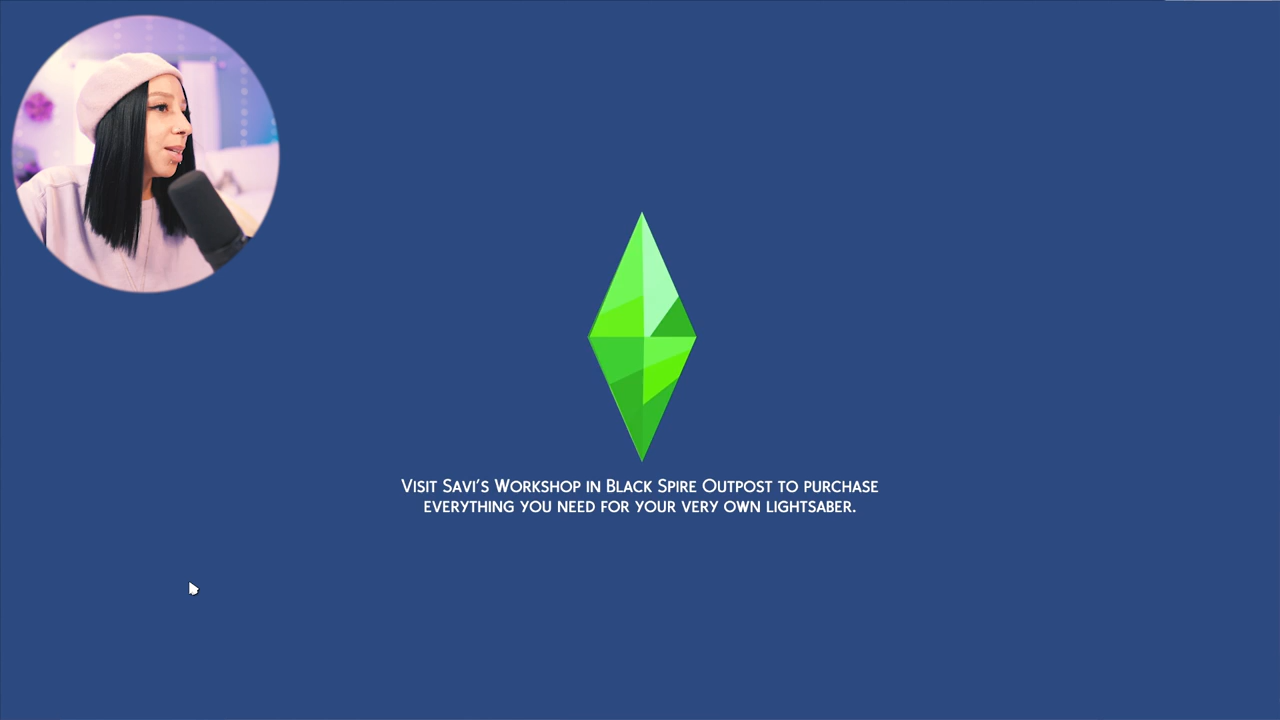 Visit Savi's Workshop in Black Spire Outpost to purchase
everything you need for your very own lightsaber.